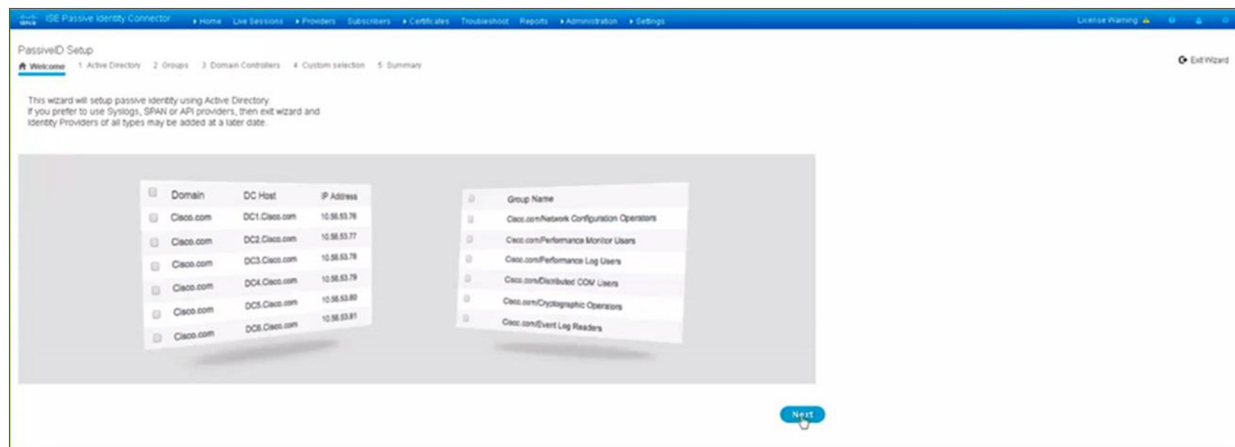 CISCO ISE Passive Identity Connector Home Live Sessions Providers Subscribers Certificates Troubleshoot Reports Administration Settings License Warning
PassiveID Setup
Welcome 1 Active Directory 2 Groups 3 Domain Controllers 4 Custom selection 5 Summary Exit Wizard
This wizard will setup passive identity using Active Directory.
If you prefer to use Syslogs, SPAN or API providers, then exit wizard and
Identity Providers of all types may be added at a later date.
Domain DC Host IP Address
Cisco.com DC1.Cisco.com 10.56.53.76
Cisco.com DC2.Cisco.com 10.56.53.77
Cisco.com DC3.Cisco.com 10.56.53.78
Cisco.com DC4.Cisco.com 10.56.53.79
Cisco.com DC5.Cisco.com 10.56.53.80
Cisco.com DC6.Cisco.com 10.56.53.81
Group Name
Cisco.com/Network Configuration Operators
Cisco.com/Performance Monitor Users
Cisco.com/Performance Log Users
Cisco.com/Distributed COM Users
Cisco.com/Cryptographic Operators
Cisco.com/Event Log Readers
Next